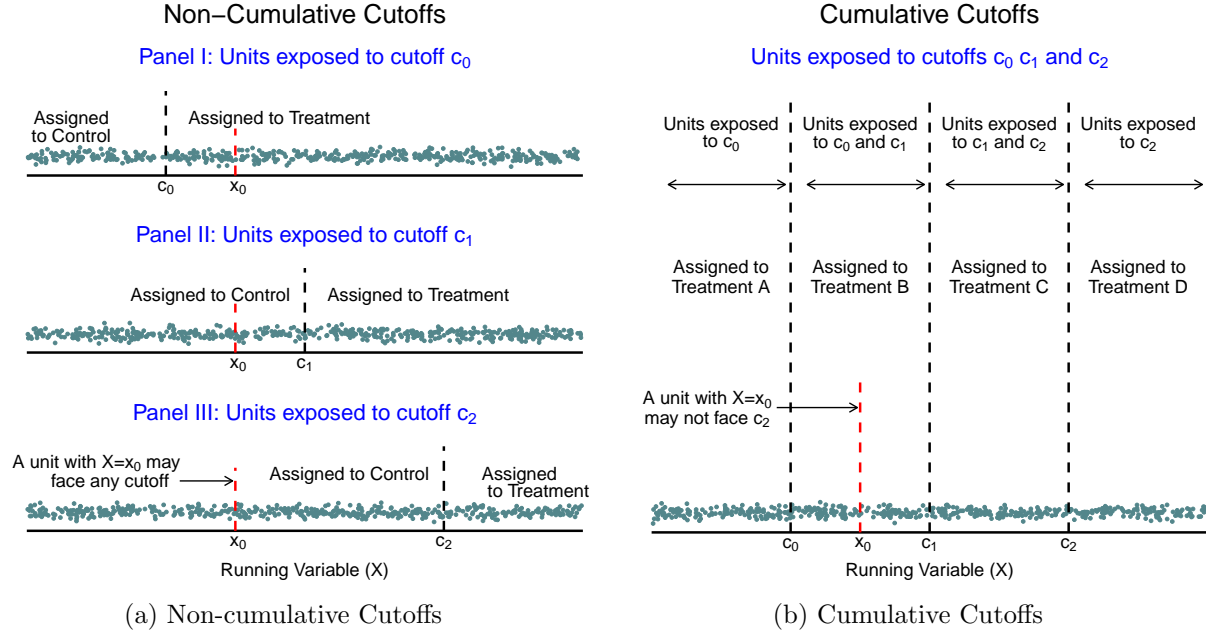 Non−Cumulative Cutoffs
Panel I: Units exposed to cutoff c₀
Assigned
to Control
Assigned to Treatment
c₀
x₀
Panel II: Units exposed to cutoff c₁
Assigned to Control
Assigned to Treatment
x₀
c₁
Panel III: Units exposed to cutoff c₂
A unit with X=x₀ may
face any cutoff
Assigned to Control
Assigned
to Treatment
x₀
c₂
Running Variable (X)
(a) Non-cumulative Cutoffs
Cumulative Cutoffs
Units exposed to cutoffs c₀ c₁ and c₂
Units exposed
to c₀
Units exposed
to c₀ and c₁
Units exposed
to c₁ and c₂
Units exposed
to c₂
Assigned to
Treatment A
Assigned to
Treatment B
Assigned to
Treatment C
Assigned to
Treatment D
A unit with X=x₀
may not face c₂
c₀
x₀
c₁
c₂
Running Variable (X)
(b) Cumulative Cutoffs